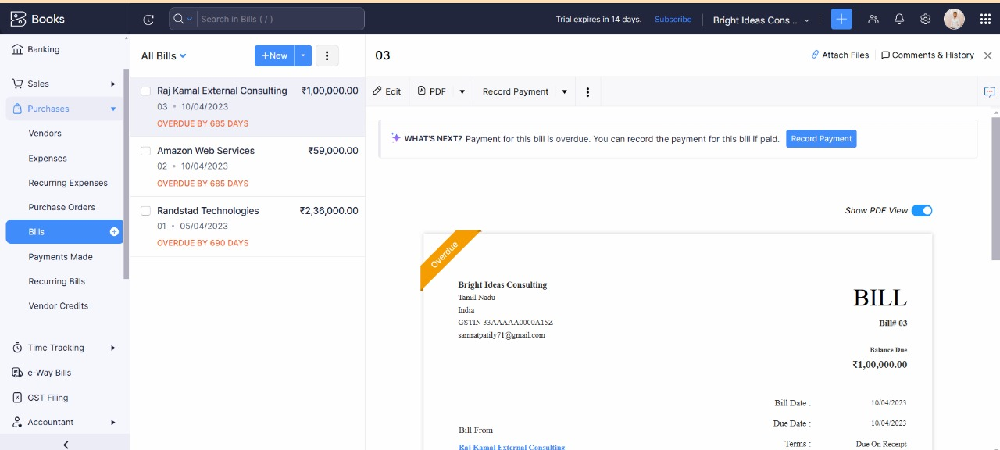 Books
Search in Bills ( / )
Trial expires in 14 days.
Subscribe
Bright Ideas Cons...
Banking
Sales
Purchases
Vendors
Expenses
Recurring Expenses
Purchase Orders
Bills
Payments Made
Recurring Bills
Vendor Credits
Time Tracking
e-Way Bills
GST Filing
Accountant
All Bills
+New
Raj Kamal External Consulting ₹1,00,000.00
03 • 10/04/2023
OVERDUE BY 685 DAYS
Amazon Web Services ₹59,000.00
02 • 10/04/2023
OVERDUE BY 685 DAYS
Randstad Technologies ₹2,36,000.00
01 • 05/04/2023
OVERDUE BY 690 DAYS
03
Attach Files
Comments & History
Edit
PDF
Record Payment
WHAT'S NEXT? Payment for this bill is overdue. You can record the payment for this bill if paid.
Record Payment
Show PDF View
Overdue
Bright Ideas Consulting
Tamil Nadu
India
GSTIN 33AAAAA0000A15Z
samratpatily71@gmail.com
BILL
Bill# 03
Balance Due
₹1,00,000.00
Bill Date : 10/04/2023
Due Date : 10/04/2023
Terms : Due On Receipt
Bill From
Raj Kamal External Consulting